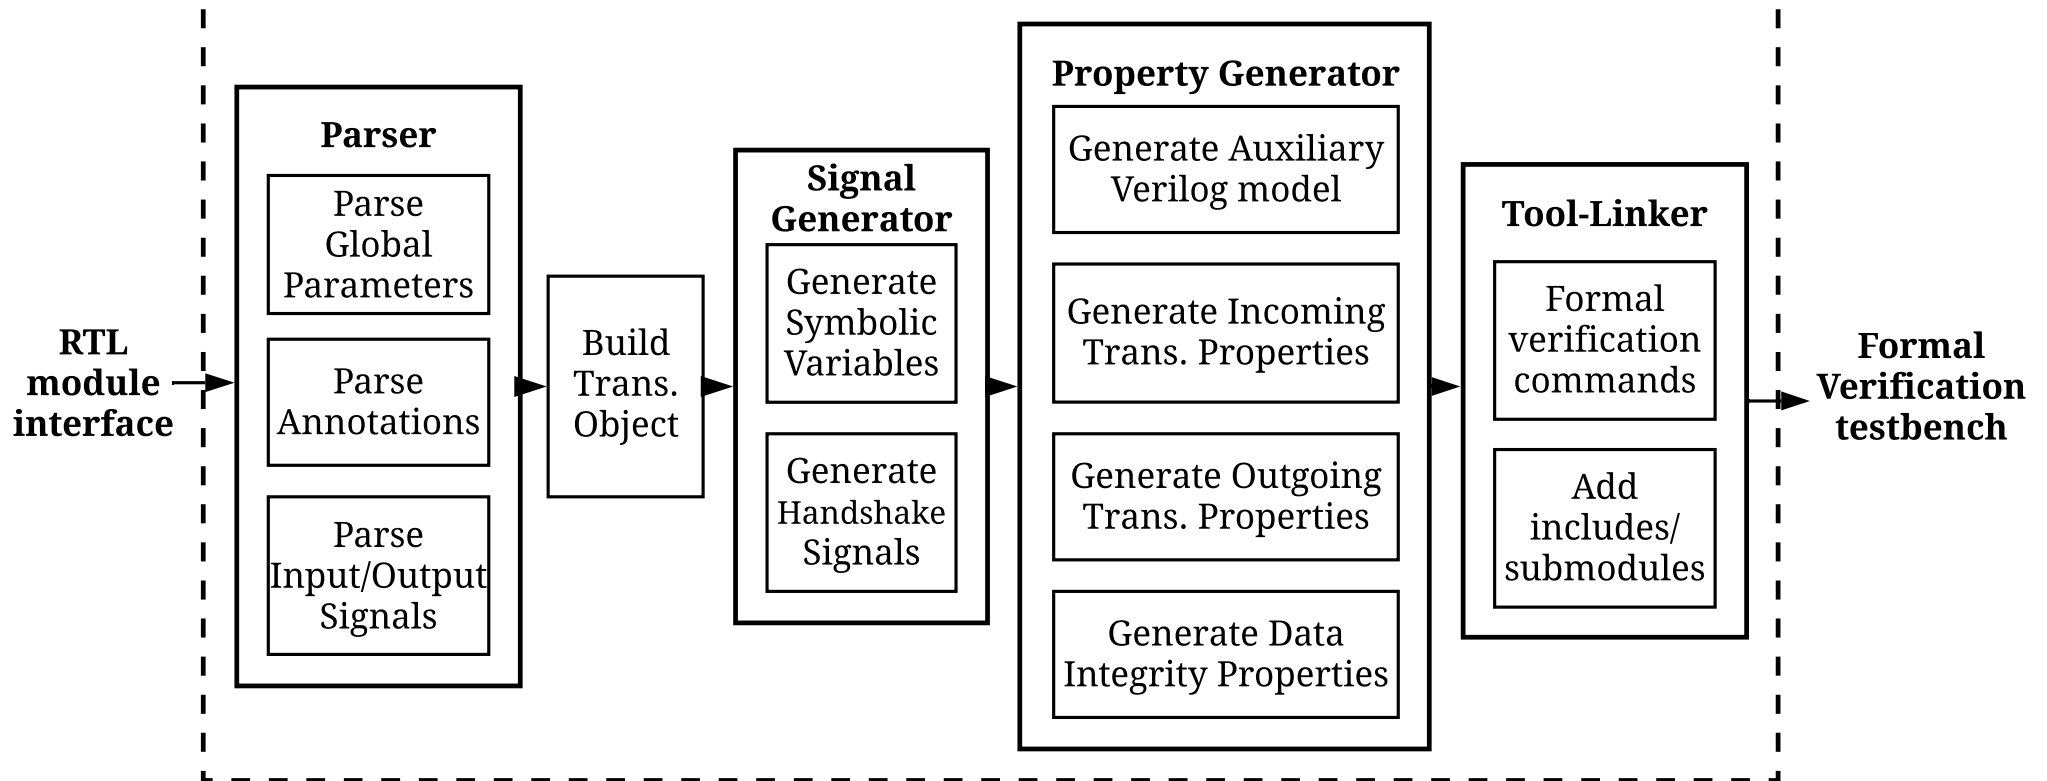 RTL
module
interface
Parser
Parse
Global
Parameters
Parse
Annotations
Parse
Input/Output
Signals
Build
Trans.
Object
Signal
Generator
Generate
Symbolic
Variables
Generate
Handshake
Signals
Property Generator
Generate Auxiliary
Verilog model
Generate Incoming
Trans. Properties
Generate Outgoing
Trans. Properties
Generate Data
Integrity Properties
Tool-Linker
Formal
verification
commands
Add
includes/
submodules
Formal
Verification
testbench